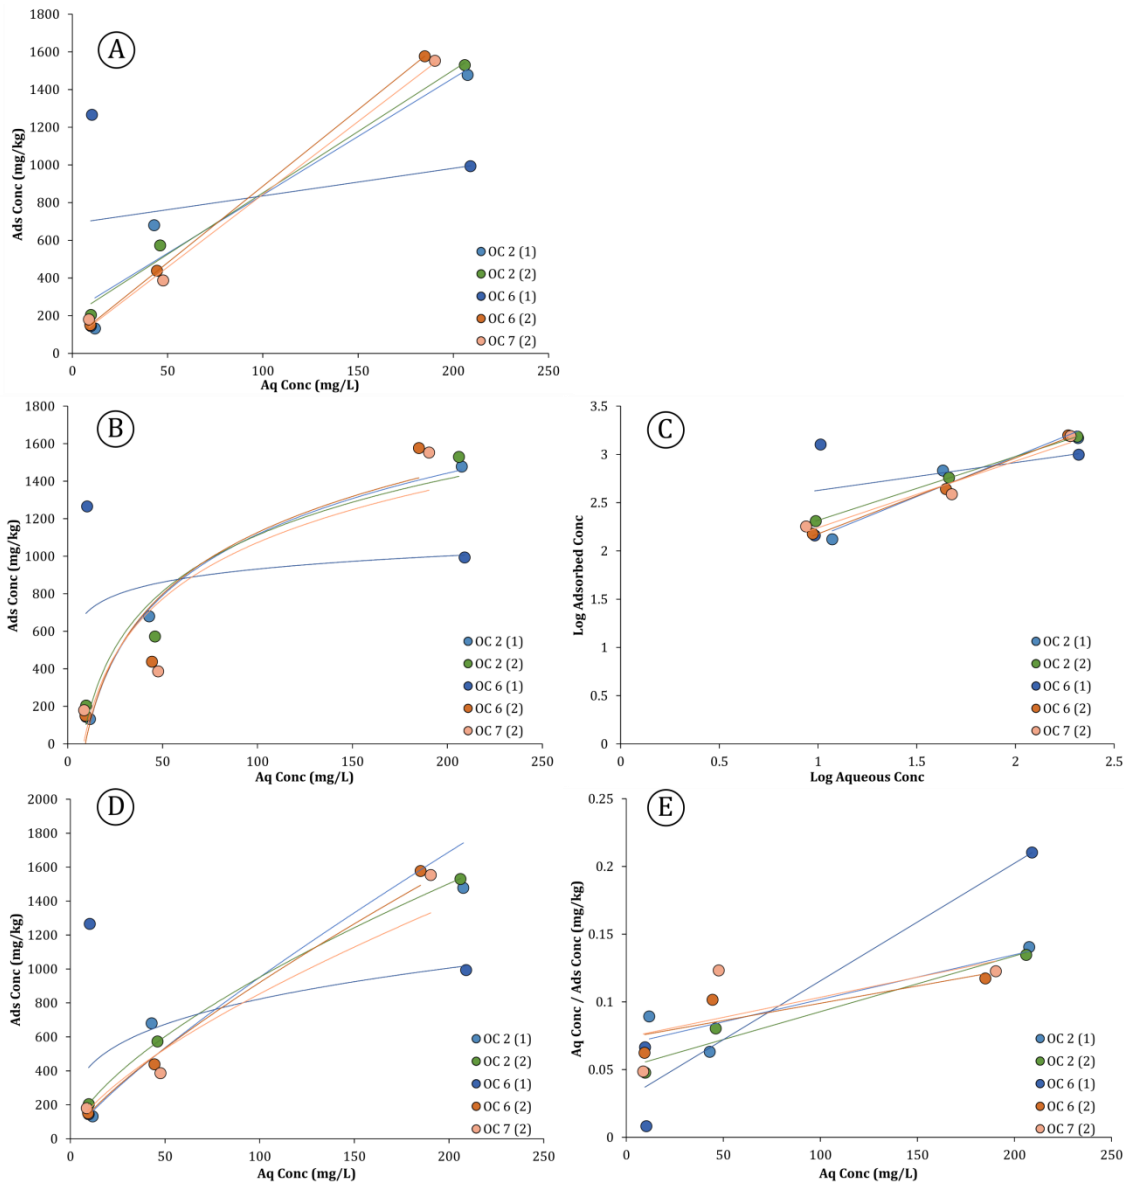 A
1800
1600
1400
1200
1000
800
600
400
200
0
Ads Conc (mg/kg)
0 50 100 150 200 250
Aq Conc (mg/L)
OC 2 (1)
OC 2 (2)
OC 6 (1)
OC 6 (2)
OC 7 (2)
B
1800
1600
1400
1200
1000
800
600
400
200
0
Ads Conc (mg/kg)
0 50 100 150 200 250
Aq Conc (mg/L)
OC 2 (1)
OC 2 (2)
OC 6 (1)
OC 6 (2)
OC 7 (2)
C
3.5
3
2.5
2
1.5
1
0.5
0
Log Adsorbed Conc
0 0.5 1 1.5 2 2.5
Log Aqueous Conc
OC 2 (1)
OC 2 (2)
OC 6 (1)
OC 6 (2)
OC 7 (2)
D
2000
1800
1600
1400
1200
1000
800
600
400
200
0
Ads Conc (mg/kg)
0 50 100 150 200 250
Aq Conc (mg/L)
OC 2 (1)
OC 2 (2)
OC 6 (1)
OC 6 (2)
OC 7 (2)
E
0.25
0.2
0.15
0.1
0.05
0
Aq Conc / Ads Conc (mg/kg)
0 50 100 150 200 250
Aq Conc (mg/L)
OC 2 (1)
OC 2 (2)
OC 6 (1)
OC 6 (2)
OC 7 (2)